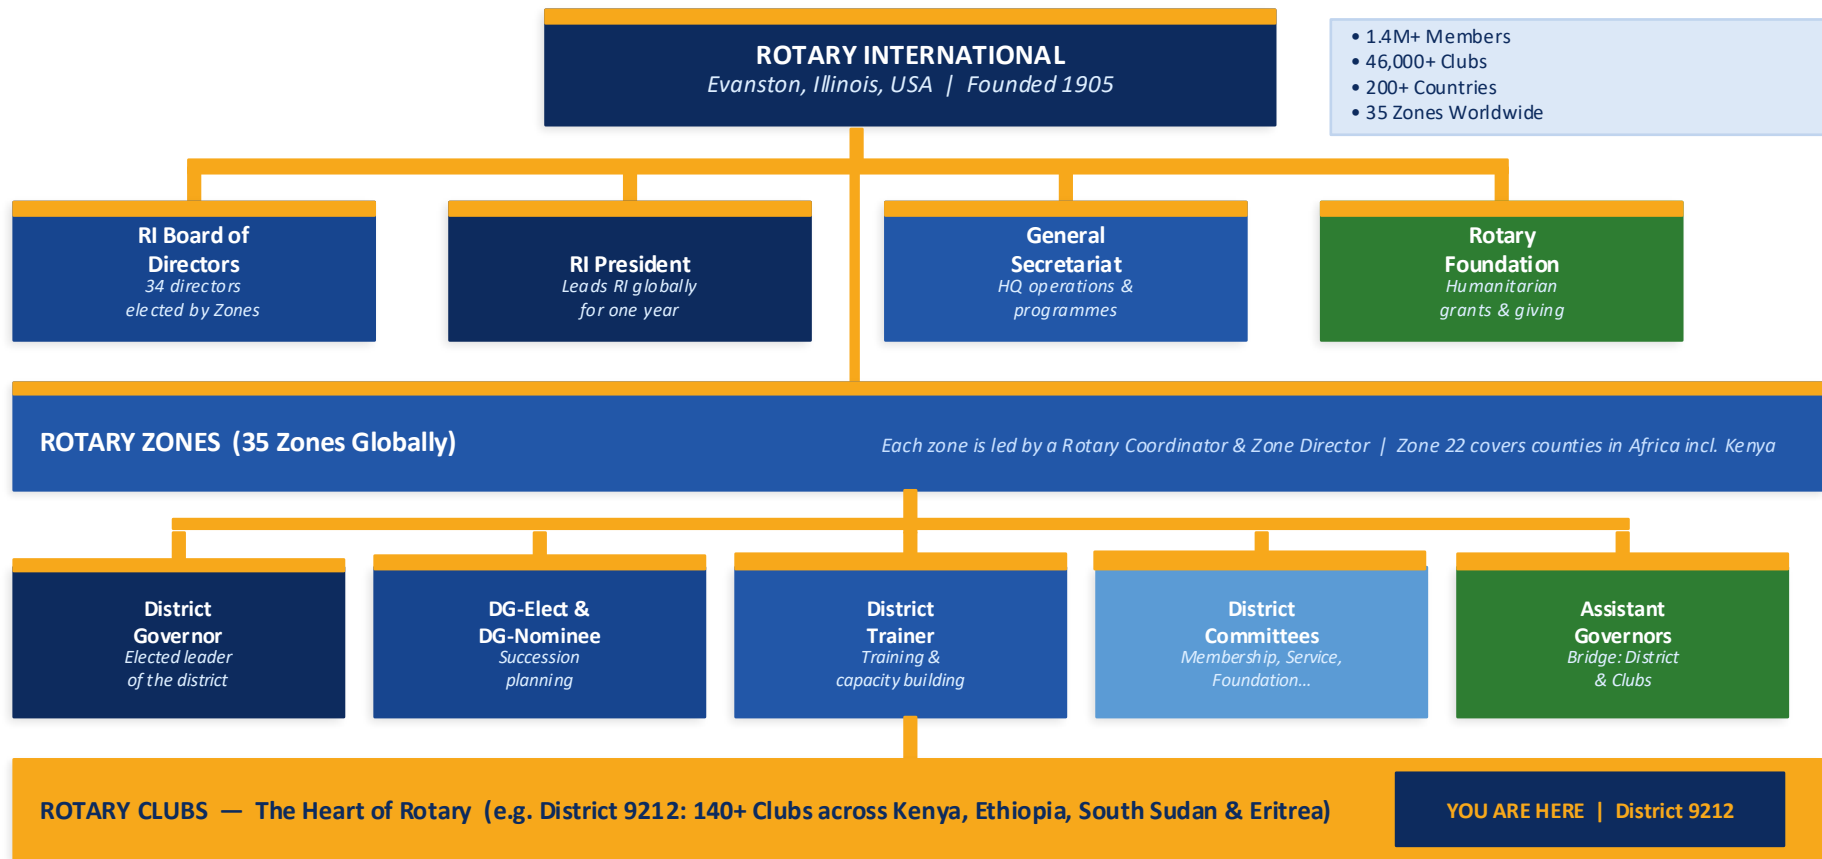 ROTARY INTERNATIONAL
Evanston, Illinois, USA | Founded 1905
• 1.4M+ Members
• 46,000+ Clubs
• 200+ Countries
• 35 Zones Worldwide
RI Board of
Directors
34 directors
elected by Zones
RI President
Leads RI globally
for one year
General
Secretariat
HQ operations &
programmes
Rotary
Foundation
Humanitarian
grants & giving
ROTARY ZONES (35 Zones Globally)
Each zone is led by a Rotary Coordinator & Zone Director | Zone 22 covers counties in Africa incl. Kenya
District
Governor
Elected leader
of the district
DG-Elect &
DG-Nominee
Succession
planning
District
Trainer
Training &
capacity building
District
Committees
Membership, Service,
Foundation...
Assistant
Governors
Bridge: District
& Clubs
ROTARY CLUBS — The Heart of Rotary (e.g. District 9212: 140+ Clubs across Kenya, Ethiopia, South Sudan & Eritrea)
YOU ARE HERE | District 9212